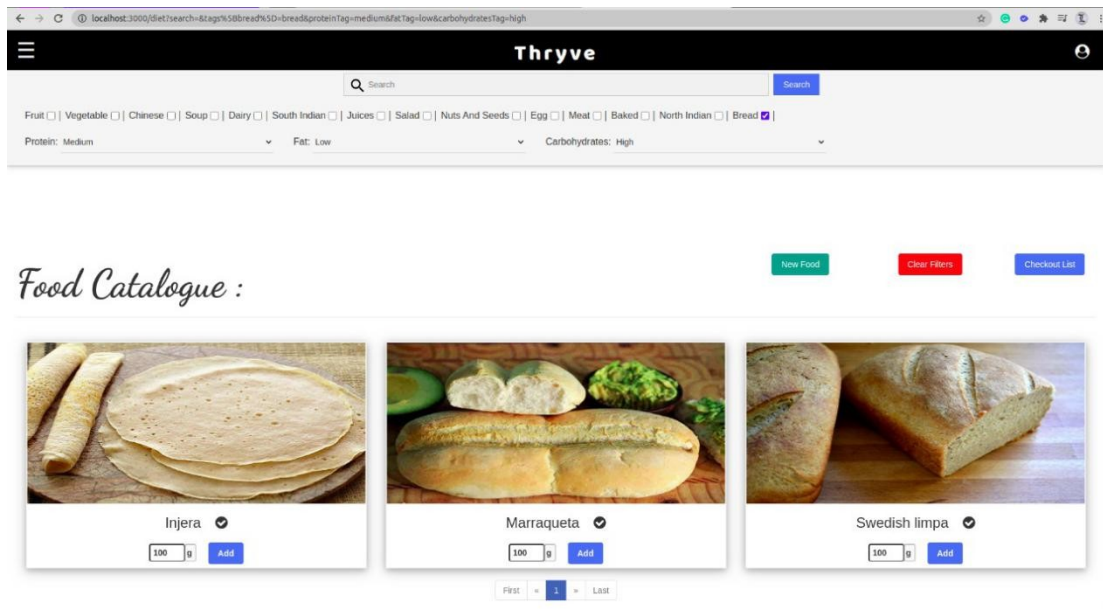 localhost:3000/diet?search=&tags%5Bbread%5D=bread&proteinTag=medium&fatTag=low&carbohydratesTag=high
Thryve
Search Search
Fruit | Vegetable | Chinese | Soup | Dairy | South Indian | Juices | Salad | Nuts And Seeds | Egg | Meat | Baked | North Indian | Bread |
Protein: Medium Fat: Low Carbohydrates: High
New Food Clear Filters Checkout List
Food Catalogue :
Injera Marraqueta Swedish limpa
100 g Add 100 g Add 100 g Add
First « 1 » Last